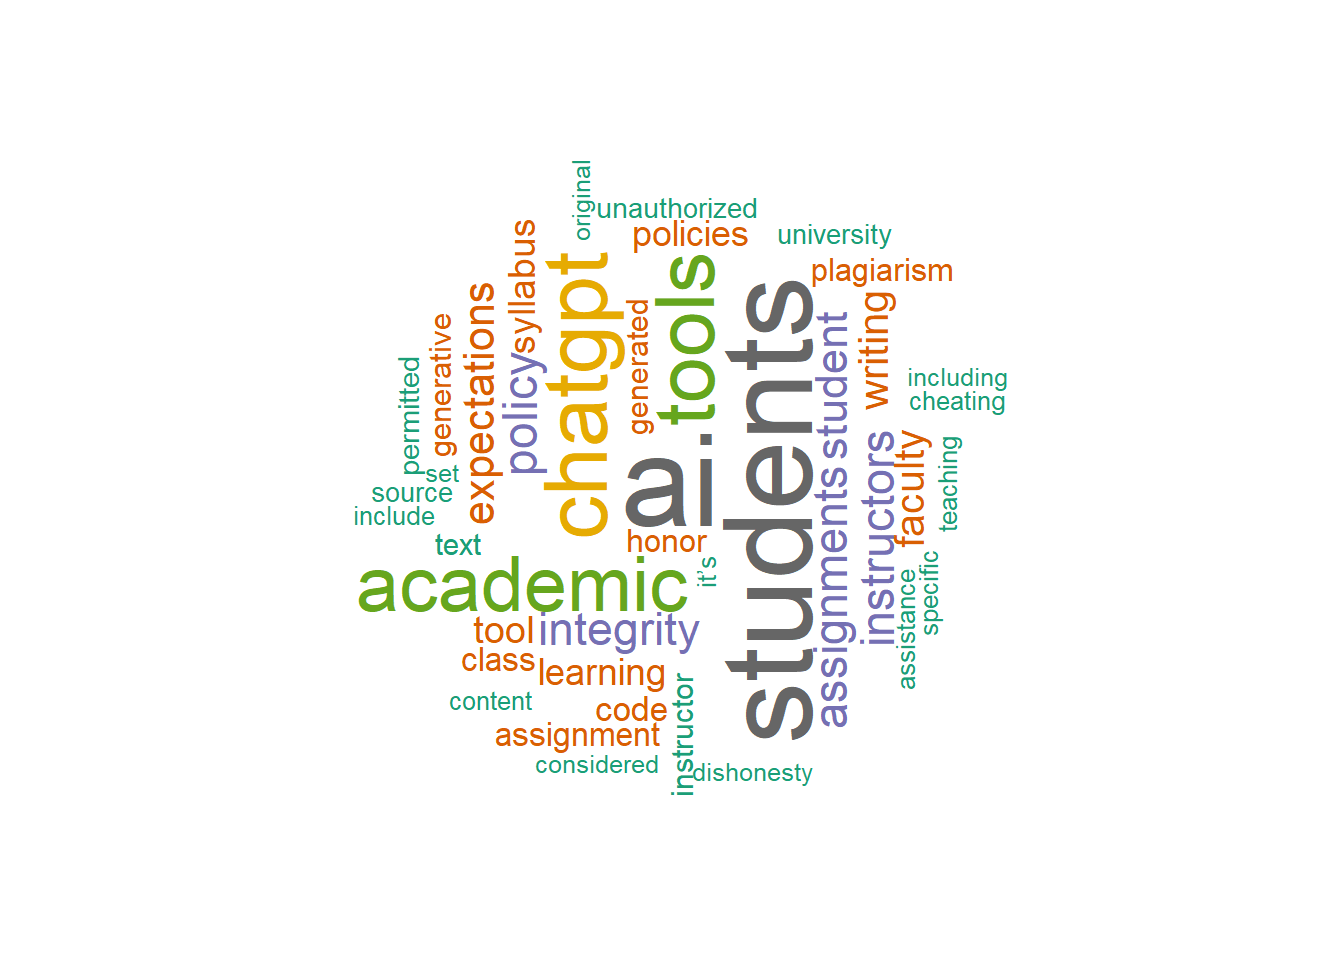 original
unauthorized
policies
university
syllabus
chatgpt
tools
plagiarism
students
expectations
generative
generated
policy
student
writing
permitted
including
cheating
ai
set
source
include
instructors
faculty
teaching
assignments
text
honor
it’s
academic
specific
assistance
tool
integrity
class
learning
content
code
instructor
assignment
considered
dishonesty